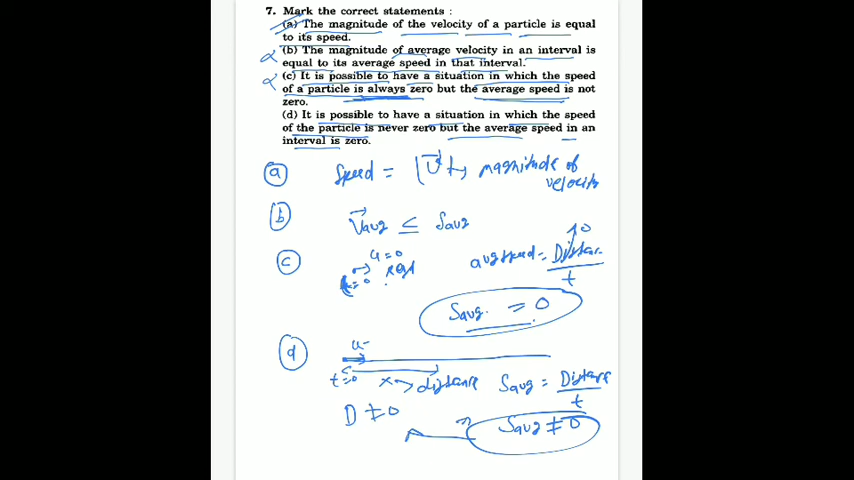 7. Mark the correct statements :
(a) The magnitude of the velocity of a particle is equal
to its speed.
(b) The magnitude of average velocity in an interval is
equal to its average speed in that interval.
(c) It is possible to have a situation in which the speed
of a particle is always zero but the average speed is not
zero.
(d) It is possible to have a situation in which the speed
of the particle is never zero but the average speed in an
interval is zero.
(a) Speed = |v| → magnitude of
velocity
(b) Vavg ≤ Savg
(c) u=0
t=0 rest
avg speed = Distance → 0
t
Savg. = 0
(d) u
t=0 x → distance Savg = Distance
t
D ≠ 0
Savg ≠ 0